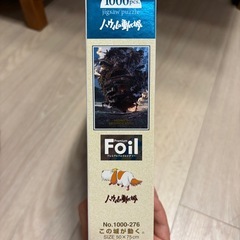 1000pcs.
jigsaw puzzle
ハウルの動く城
Foil
ハウルの動く城
No.1000-276
この城が動く。
SIZE 50×75cm